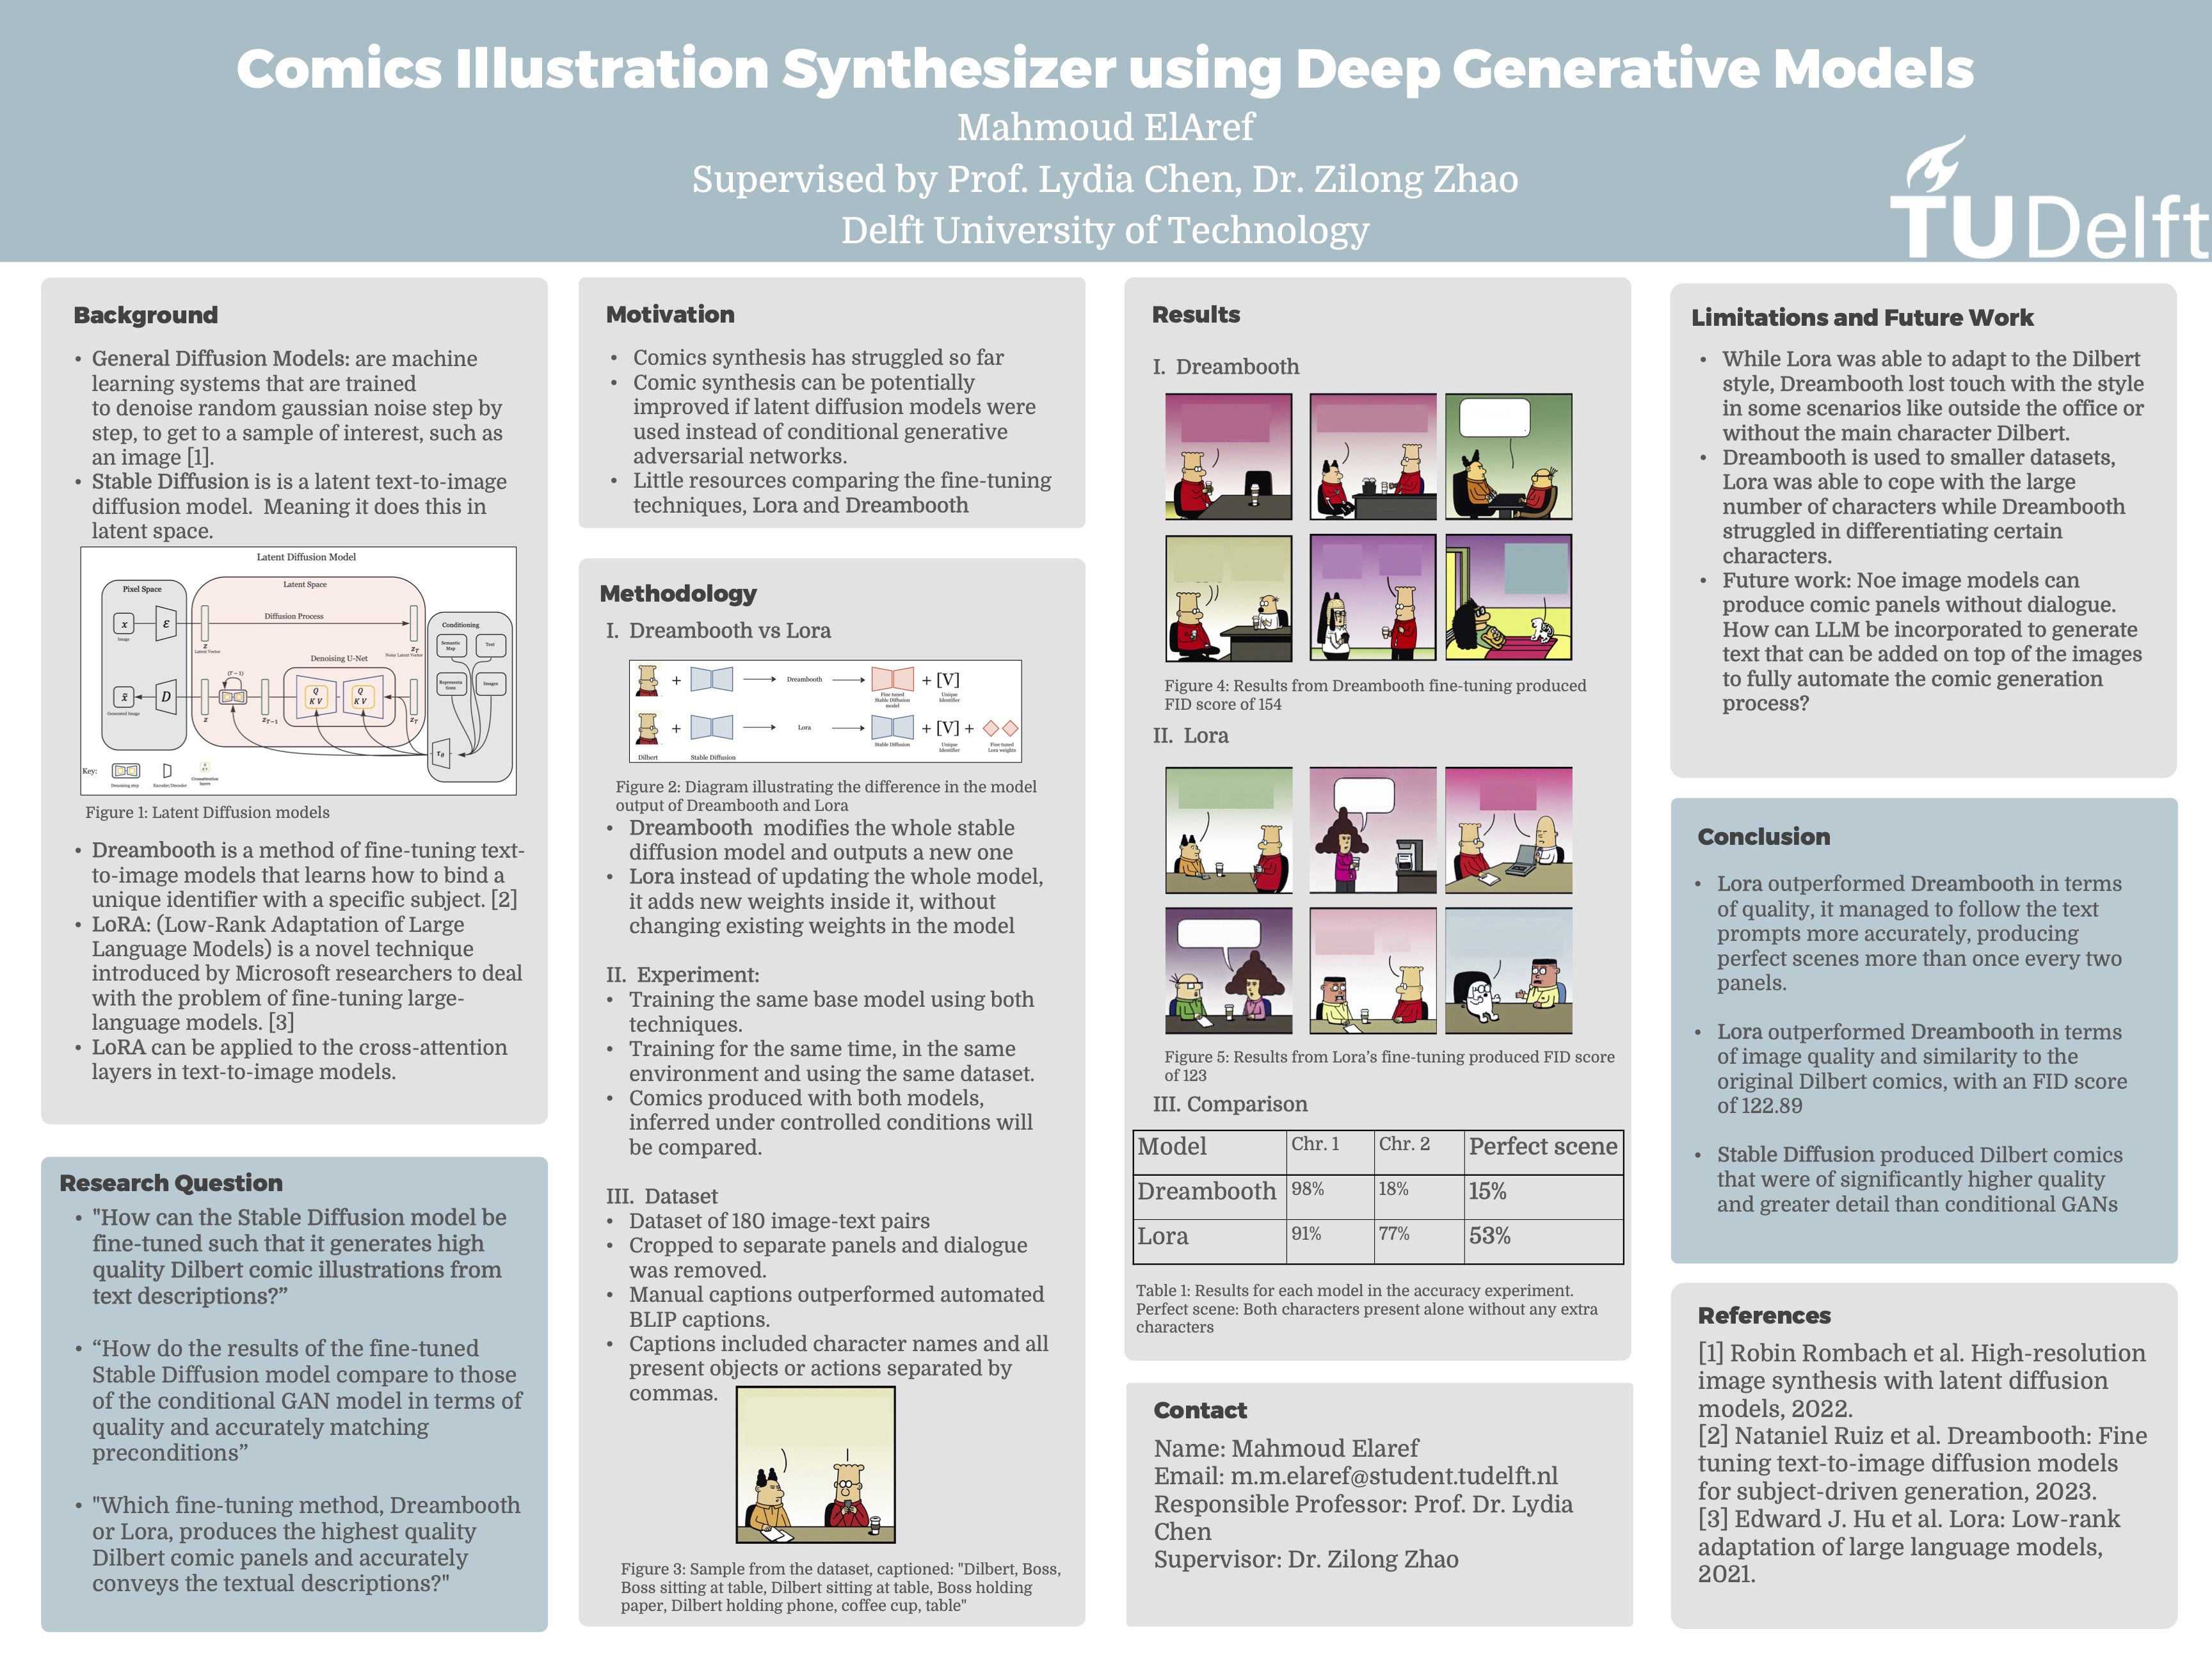 Comics Illustration Synthesizer using Deep Generative Models
Mahmoud ElAref
Supervised by Prof. Lydia Chen, Dr. Zilong Zhao
Delft University of Technology
TUDelft
Background
• General Diffusion Models: are machine
learning systems that are trained
to denoise random gaussian noise step by
step, to get to a sample of interest, such as
an image [1].
• Stable Diffusion is is a latent text-to-image
diffusion model. Meaning it does this in
latent space.
Latent Diffusion Model
Pixel Space
Latent Space
Diffusion Process
Conditioning
x
Image
ε
z
Latent Vector
z_T
Noisy Latent Vector
Semantic
Map
Text
Denoising U-Net
(T − 1)
Representa
tions
Images
x̃
Generated Image
D
z
z_T−1
Q
K V
Q
K V
z_T
τ_θ
Key:
Denoising step
Encoder/Decoder
Crossattention
layers
Figure 1: Latent Diffusion models
• Dreambooth is a method of fine-tuning text-
to-image models that learns how to bind a
unique identifier with a specific subject. [2]
• LoRA: (Low-Rank Adaptation of Large
Language Models) is a novel technique
introduced by Microsoft researchers to deal
with the problem of fine-tuning large-
language models. [3]
• LoRA can be applied to the cross-attention
layers in text-to-image models.
Research Question
• "How can the Stable Diffusion model be
fine-tuned such that it generates high
quality Dilbert comic illustrations from
text descriptions?”
• “How do the results of the fine-tuned
Stable Diffusion model compare to those
of the conditional GAN model in terms of
quality and accurately matching
preconditions”
• "Which fine-tuning method, Dreambooth
or Lora, produces the highest quality
Dilbert comic panels and accurately
conveys the textual descriptions?"
Motivation
• Comics synthesis has struggled so far
• Comic synthesis can be potentially
improved if latent diffusion models were
used instead of conditional generative
adversarial networks.
• Little resources comparing the fine-tuning
techniques, Lora and Dreambooth
Methodology
I. Dreambooth vs Lora
+ Dreambooth + [V]
Fine tuned
Stable Diffusion
model
Unique
Identifier
+ Lora + [V] +
Dilbert
Stable Diffusion
Stable Diffusion
Unique
Identifier
Fine tuned
Lora weights
Figure 2: Diagram illustrating the difference in the model
output of Dreambooth and Lora
• Dreambooth modifies the whole stable
diffusion model and outputs a new one
• Lora instead of updating the whole model,
it adds new weights inside it, without
changing existing weights in the model
II. Experiment:
• Training the same base model using both
techniques.
• Training for the same time, in the same
environment and using the same dataset.
• Comics produced with both models,
inferred under controlled conditions will
be compared.
III. Dataset
• Dataset of 180 image-text pairs
• Cropped to separate panels and dialogue
was removed.
• Manual captions outperformed automated
BLIP captions.
• Captions included character names and all
present objects or actions separated by
commas.
Figure 3: Sample from the dataset, captioned: "Dilbert, Boss,
Boss sitting at table, Dilbert sitting at table, Boss holding
paper, Dilbert holding phone, coffee cup, table"
Results
I. Dreambooth
Figure 4: Results from Dreambooth fine-tuning produced
FID score of 154
II. Lora
Figure 5: Results from Lora’s fine-tuning produced FID score
of 123
III. Comparison
Model Chr. 1 Chr. 2 Perfect scene
Dreambooth 98% 18% 15%
Lora 91% 77% 53%
Table 1: Results for each model in the accuracy experiment.
Perfect scene: Both characters present alone without any extra
characters
Contact
Name: Mahmoud Elaref
Email: m.m.elaref@student.tudelft.nl
Responsible Professor: Prof. Dr. Lydia
Chen
Supervisor: Dr. Zilong Zhao
Limitations and Future Work
• While Lora was able to adapt to the Dilbert
style, Dreambooth lost touch with the style
in some scenarios like outside the office or
without the main character Dilbert.
• Dreambooth is used to smaller datasets,
Lora was able to cope with the large
number of characters while Dreambooth
struggled in differentiating certain
characters.
• Future work: Noe image models can
produce comic panels without dialogue.
How can LLM be incorporated to generate
text that can be added on top of the images
to fully automate the comic generation
process?
Conclusion
• Lora outperformed Dreambooth in terms
of quality, it managed to follow the text
prompts more accurately, producing
perfect scenes more than once every two
panels.
• Lora outperformed Dreambooth in terms
of image quality and similarity to the
original Dilbert comics, with an FID score
of 122.89
• Stable Diffusion produced Dilbert comics
that were of significantly higher quality
and greater detail than conditional GANs
References
[1] Robin Rombach et al. High-resolution
image synthesis with latent diffusion
models, 2022.
[2] Nataniel Ruiz et al. Dreambooth: Fine
tuning text-to-image diffusion models
for subject-driven generation, 2023.
[3] Edward J. Hu et al. Lora: Low-rank
adaptation of large language models,
2021.